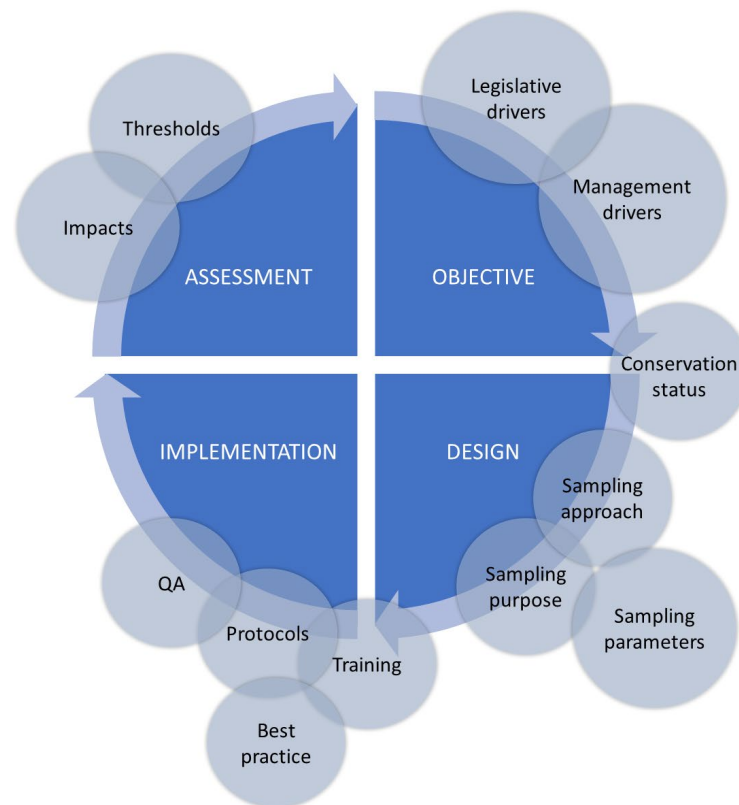 Legislative
drivers
Thresholds
Management
drivers
Impacts
ASSESSMENT
OBJECTIVE
Conservation
status
IMPLEMENTATION
DESIGN
Sampling
approach
QA
Sampling
purpose
Protocols
Sampling
parameters
Training
Best
practice